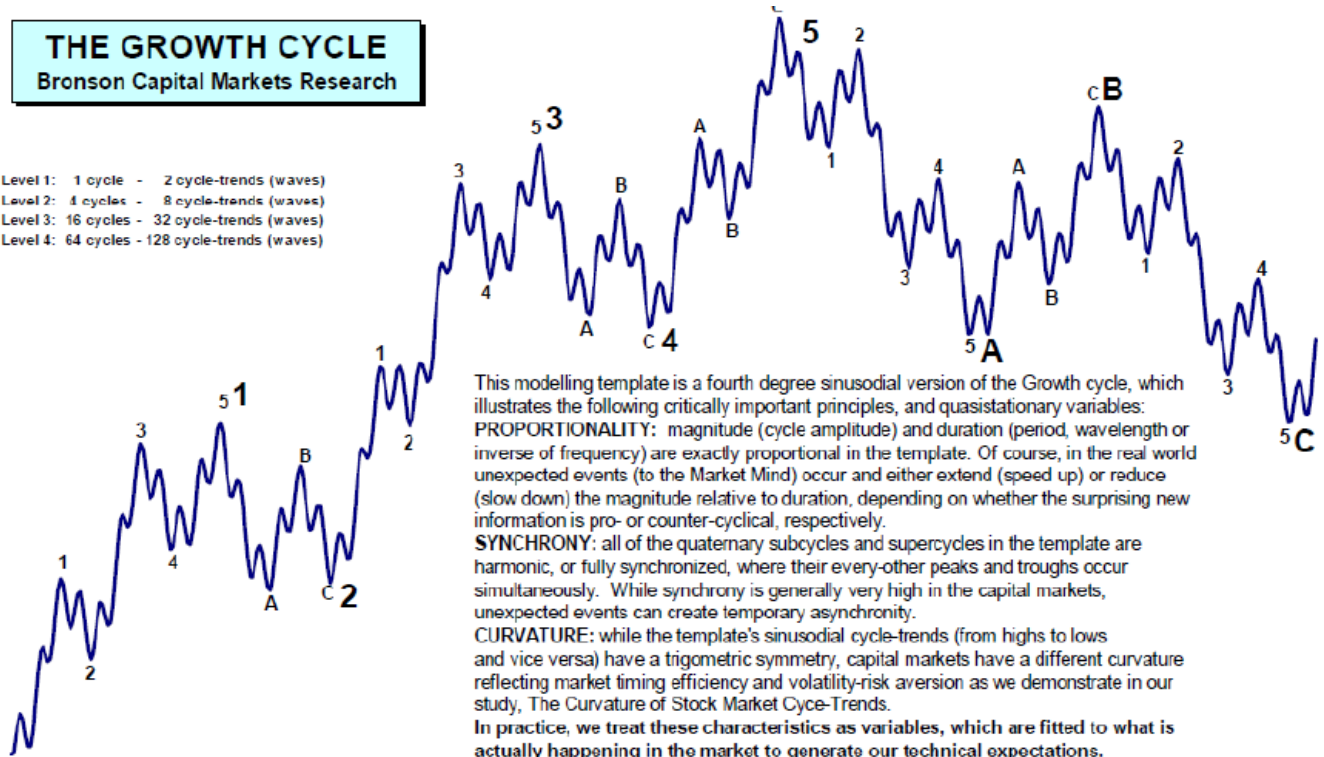 THE GROWTH CYCLE
Bronson Capital Markets Research
Level 1: 1 cycle - 2 cycle-trends (waves)
Level 2: 4 cycles - 8 cycle-trends (waves)
Level 3: 16 cycles - 32 cycle-trends (waves)
Level 4: 64 cycles - 128 cycle-trends (waves)
1
2
3
4
5 1
A
B
C 2
1
2
3
4
5 3
A
B
C 4
A
B
5
1
2
3
4
5 A
A
B
C B
1
2
3
4
5 C
This modelling template is a fourth degree sinusodial version of the Growth cycle, which
illustrates the following critically important principles, and quasistationary variables:
PROPORTIONALITY: magnitude (cycle amplitude) and duration (period, wavelength or
inverse of frequency) are exactly proportional in the template. Of course, in the real world
unexpected events (to the Market Mind) occur and either extend (speed up) or reduce
(slow down) the magnitude relative to duration, depending on whether the surprising new
information is pro- or counter-cyclical, respectively.
SYNCHRONY: all of the quaternary subcycles and supercycles in the template are
harmonic, or fully synchronized, where their every-other peaks and troughs occur
simultaneously. While synchrony is generally very high in the capital markets,
unexpected events can create temporary asynchronity.
CURVATURE: while the template's sinusodial cycle-trends (from highs to lows
and vice versa) have a trigometric symmetry, capital markets have a different curvature
reflecting market timing efficiency and volatility-risk aversion as we demonstrate in our
study, The Curvature of Stock Market Cyce-Trends.
In practice, we treat these characteristics as variables, which are fitted to what is
actually happening in the market to generate our technical expectations.